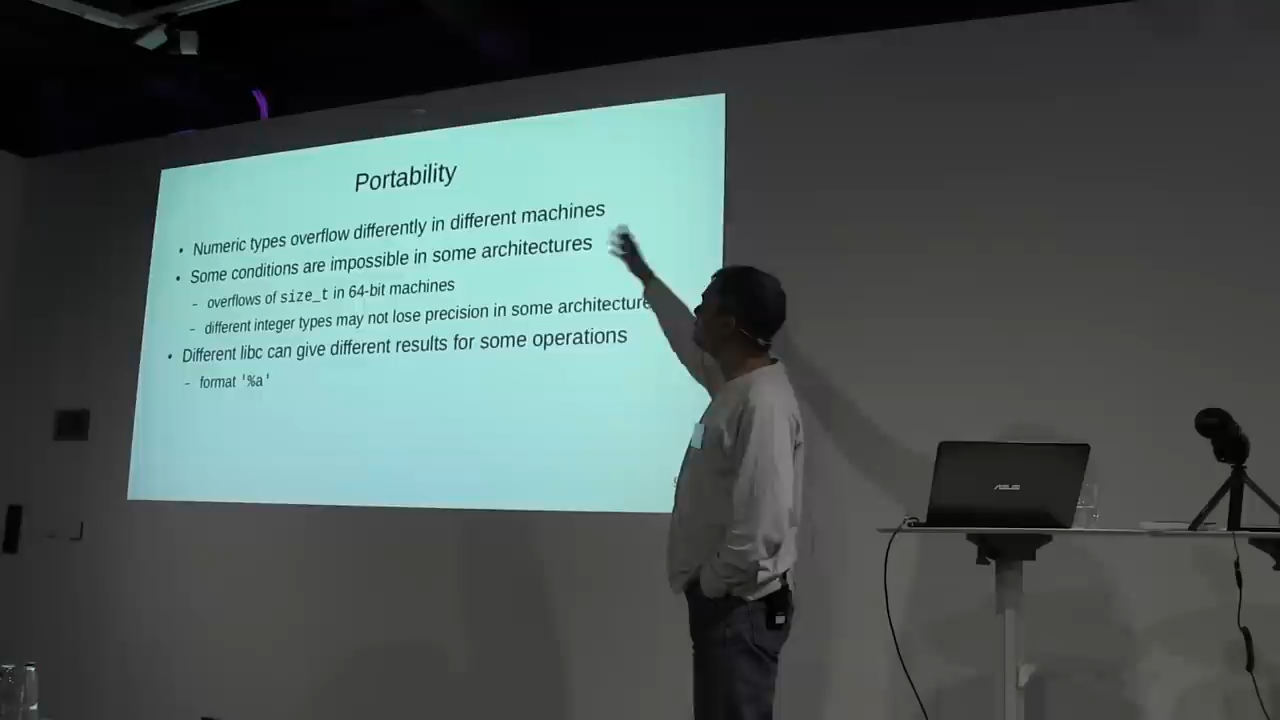 Portability
• Numeric types overflow differently in different machines
• Some conditions are impossible in some architectures
– overflows of size_t in 64-bit machines
– different integer types may not lose precision in some architecture
• Different libc can give different results for some operations
– format '%a'
ASUS